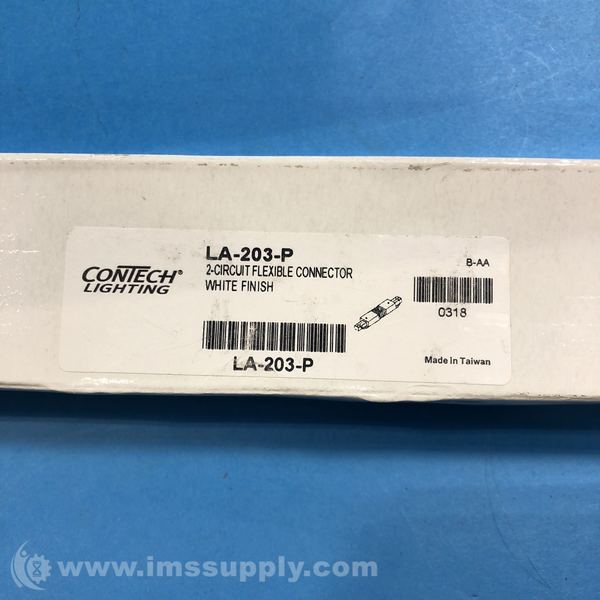 LA-203-P
2-CIRCUIT FLEXIBLE CONNECTOR
WHITE FINISH
CONTECH®
LIGHTING
B-AA
0318
LA-203-P
Made in Taiwan
www.imssupply.com